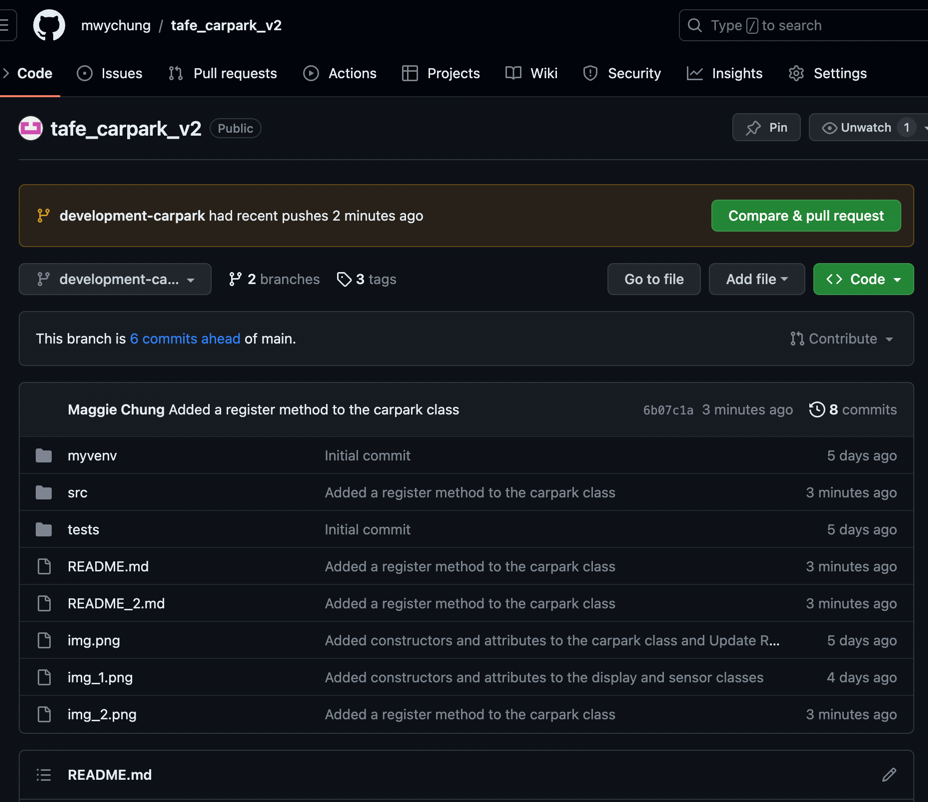 mwychung / tafe_carpark_v2
Type / to search
Code Issues Pull requests Actions Projects Wiki Security Insights Settings
tafe_carpark_v2 Public Pin Unwatch 1
development-carpark had recent pushes 2 minutes ago Compare & pull request
development-ca... 2 branches 3 tags Go to file Add file Code
This branch is 6 commits ahead of main. Contribute
Maggie Chung Added a register method to the carpark class 6b07c1a 3 minutes ago 8 commits
myvenv Initial commit 5 days ago
src Added a register method to the carpark class 3 minutes ago
tests Initial commit 5 days ago
README.md Added a register method to the carpark class 3 minutes ago
README_2.md Added a register method to the carpark class 3 minutes ago
img.png Added constructors and attributes to the carpark class and Update R... 5 days ago
img_1.png Added constructors and attributes to the display and sensor classes 4 days ago
img_2.png Added a register method to the carpark class 3 minutes ago
README.md